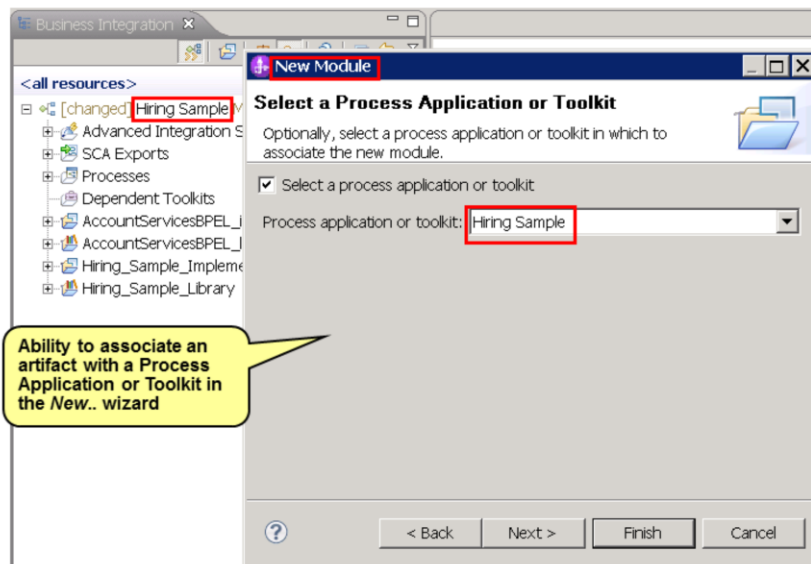 Business Integration
<all resources>
[changed] Hiring Sample
Advanced Integration S
SCA Exports
Processes
Dependent Toolkits
AccountServicesBPEL_i
AccountServicesBPEL_l
Hiring_Sample_Impleme
Hiring_Sample_Library
New Module
Select a Process Application or Toolkit
Optionally, select a process application or toolkit in which to
associate the new module.
Select a process application or toolkit
Process application or toolkit: Hiring Sample
Ability to associate an
artifact with a Process
Application or Toolkit in
the New.. wizard
? < Back Next > Finish Cancel